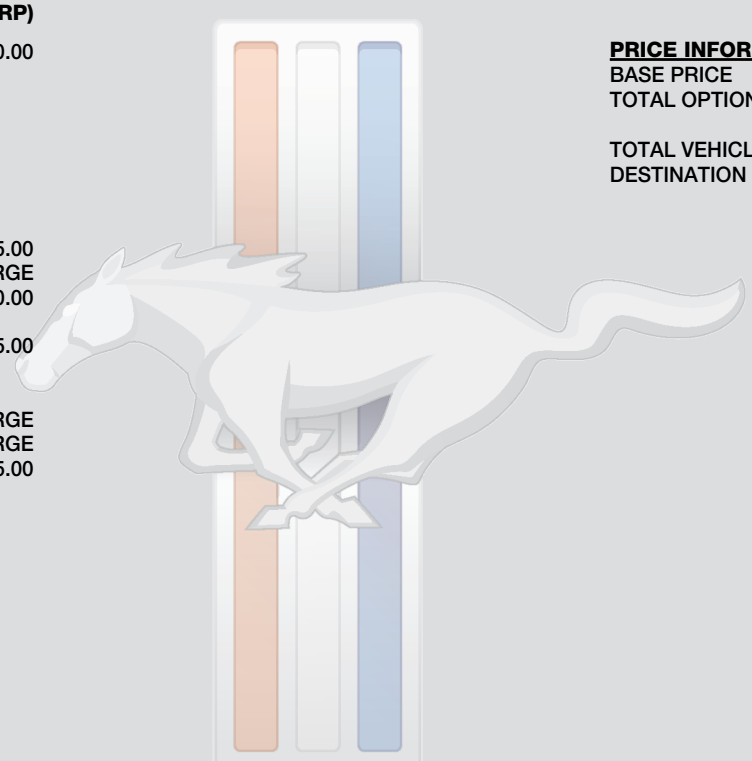 RP)
0.00
5.00
RGE
0.00
5.00
RGE
RGE
5.00
PRICE INFOR
BASE PRICE
TOTAL OPTION
TOTAL VEHICL
DESTINATION